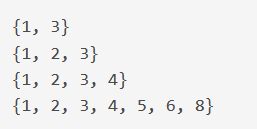 {1, 3}
{1, 2, 3}
{1, 2, 3, 4}
{1, 2, 3, 4, 5, 6, 8}